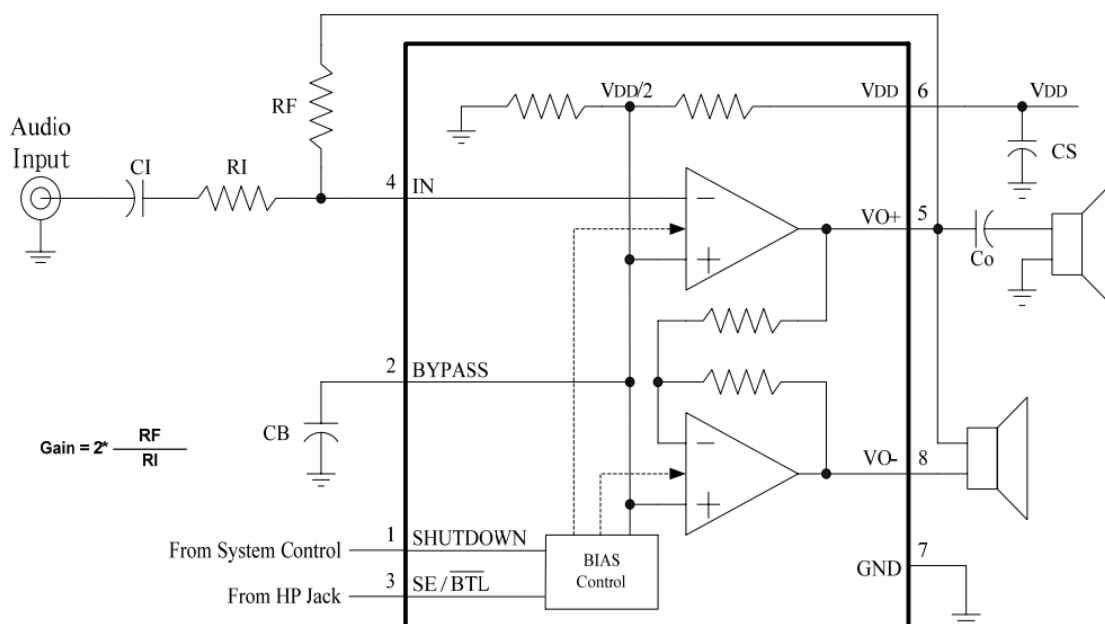 VDD/2
VDD
6
VDD
RF
Audio
Input
CI
RI
CS
4
IN
VO+
5
Co
2
BYPASS
CB
Gain = 2* RF
RI
VO-
8
1
SHUTDOWN
From System Control
BIAS
Control
7
GND
3
SE / BTL
From HP Jack